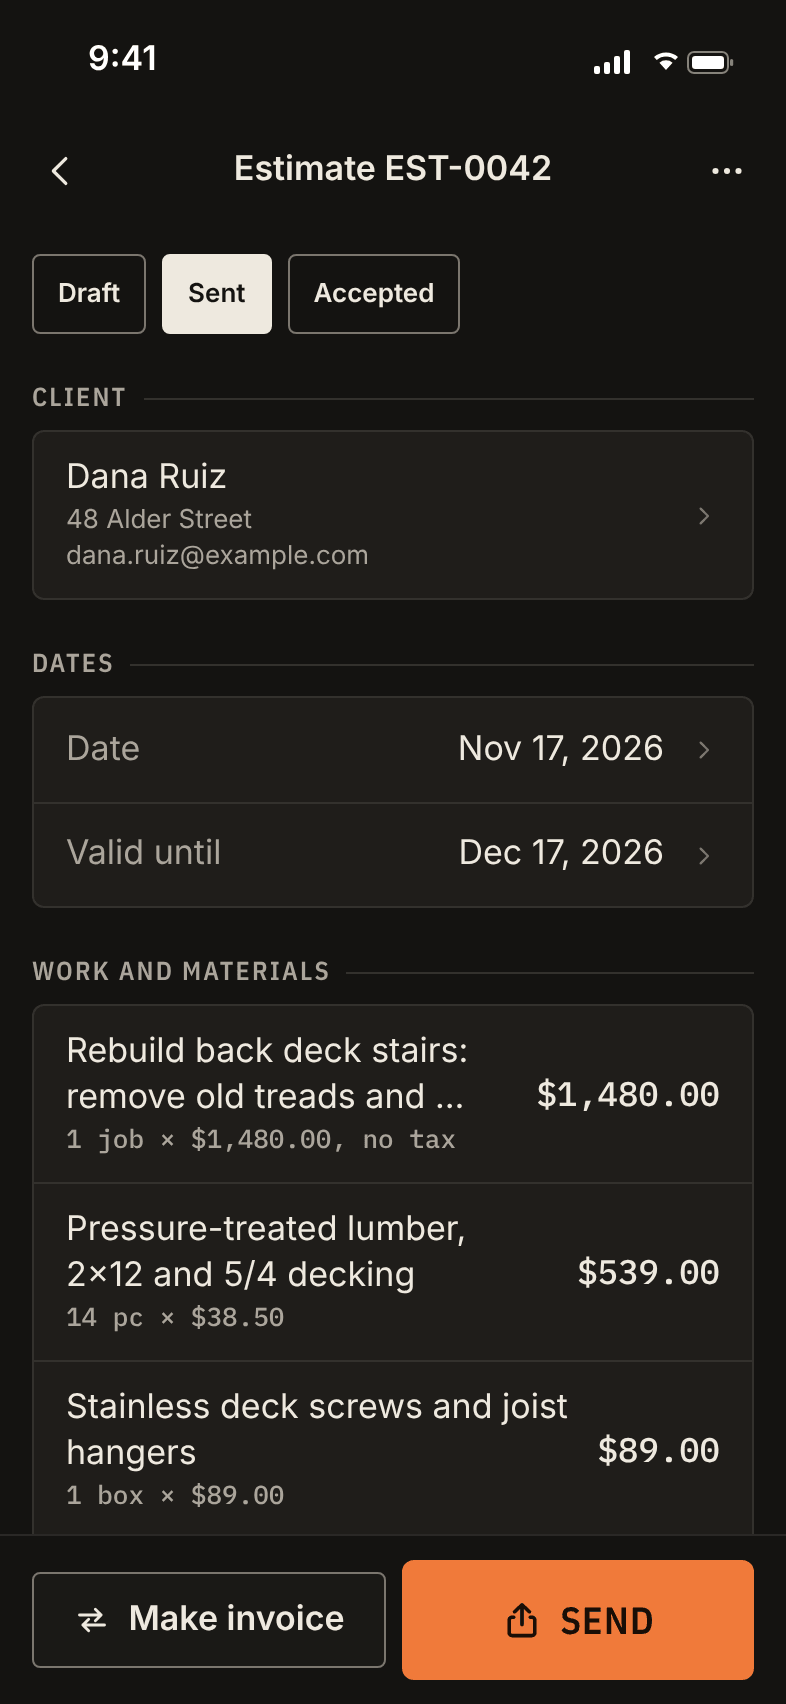 9:41
Estimate EST-0042
Draft
Sent
Accepted
CLIENT
Dana Ruiz
48 Alder Street
dana.ruiz@example.com
DATES
Date
Nov 17, 2026
Valid until
Dec 17, 2026
WORK AND MATERIALS
Rebuild back deck stairs:
remove old treads and ...
$1,480.00
1 job × $1,480.00, no tax
Pressure-treated lumber,
2×12 and 5/4 decking
$539.00
14 pc × $38.50
Stainless deck screws and joist
hangers
$89.00
1 box × $89.00
Make invoice
SEND